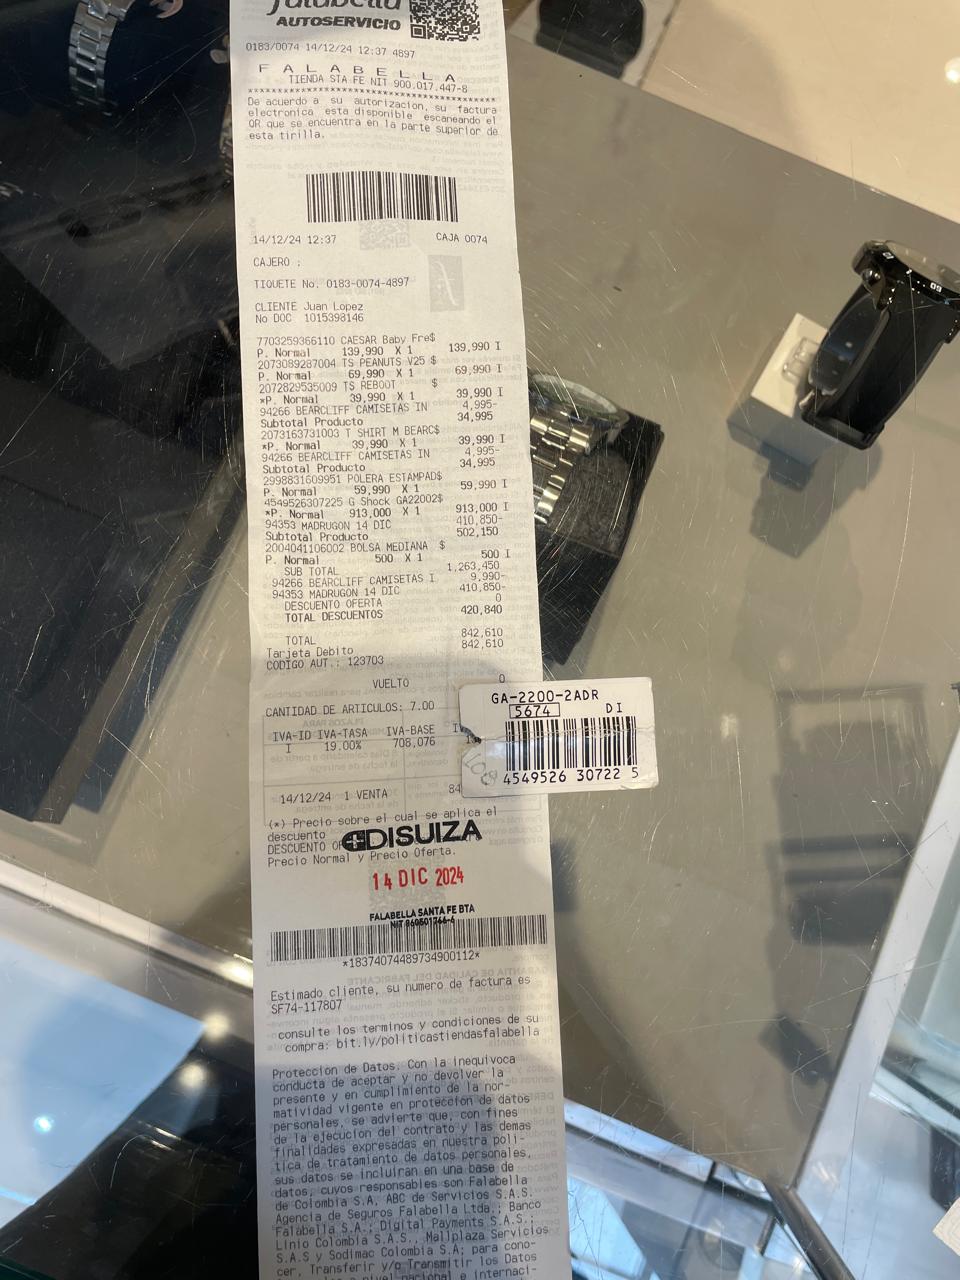 falabella
AUTOSERVICIO
0183/0074 14/12/24 12:37 4897
F A L A B E L L A
TIENDA STA FE NIT 900.017.447-8
****************************************
De acuerdo a su autorizacion, su factura
electronica esta disponible escaneando el
QR que se encuentra en la parte superior de
esta tirilla.
14/12/24 12:37 CAJA 0074
CAJERO :
TIQUETE No. 0183-0074-4897
CLIENTE Juan Lopez
No DOC 1015398146
7703259366110 CAESAR Baby Fre$
P. Normal 139,990 X 1 139,990 I
2073089287004 TS PEANUTS V25 $
P. Normal 69,990 X 1 69,990 I
2072829535009 TS REBOOT $
*P. Normal 39,990 X 1 39,990 I
94266 BEARCLIFF CAMISETAS IN 4,995-
Subtotal Producto 34,995
2073163731003 T SHIRT M BEARC$
*P. Normal 39,990 X 1 39,990 I
94266 BEARCLIFF CAMISETAS IN 4,995-
Subtotal Producto 34,995
2998831609951 POLERA ESTAMPAD$
P. Normal 59,990 X 1 59,990 I
4549526307225 G Shock GA22002$
*P. Normal 913,000 X 1 913,000 I
94353 MADRUGON 14 DIC 410,850-
Subtotal Producto 502,150
2004041106002 BOLSA MEDIANA $
P. Normal 500 X 1 500 I
SUB TOTAL 1,263,450
94266 BEARCLIFF CAMISETAS I 9,990-
94353 MADRUGON 14 DIC 410,850-
DESCUENTO OFERTA 0
TOTAL DESCUENTOS 420,840
TOTAL 842,610
Tarjeta Debito 842,610
CODIGO AUT.: 123703
VUELTO 0
CANTIDAD DE ARTICULOS: 7.00
IVA-ID IVA-TASA IVA-BASE
I 19.00% 708,076
14/12/24 1 VENTA 84
GA-2200-2ADR
5674 DI
4549526 30722 5
(*) Precio sobre el cual se aplica el
descuento
DESCUENTO
Precio Normal y Precio Oferta.
DISUIZA
14 DIC 2024
FALABELLA SANTA FE BTA
*18374074489734900112*
Estimado cliente, su numero de factura es
SF74-117807
consulte los terminos y condiciones de su
compra: bit.ly/politicastiendasfalabella
Proteccion de Datos. Con la inequivoca
conducta de aceptar y no devolver la
presente y en cumplimiento de la nor-
matividad vigente en proteccion de datos
personales, se advierte que, con fines
de la ejecucion del contrato y las demas
finalidades expresadas en nuestra poli-
tica de tratamiento de datos personales,
sus datos se incluiran en una base de
datos, cuyos responsables son Falabella
de Colombia S.A, ABC de Servicios S.A.S.
Agencia de Seguros Falabella Ltda.; Banco
Falabella S.A.; Digital Payments S.A.S.;
Linio Colombia S.A.S., Mallplaza Servicios
S.A.S y Sodimac Colombia S.A; para cono-
cer, Transferir y/o Transmitir los Datos
a nivel nacional e internaci-